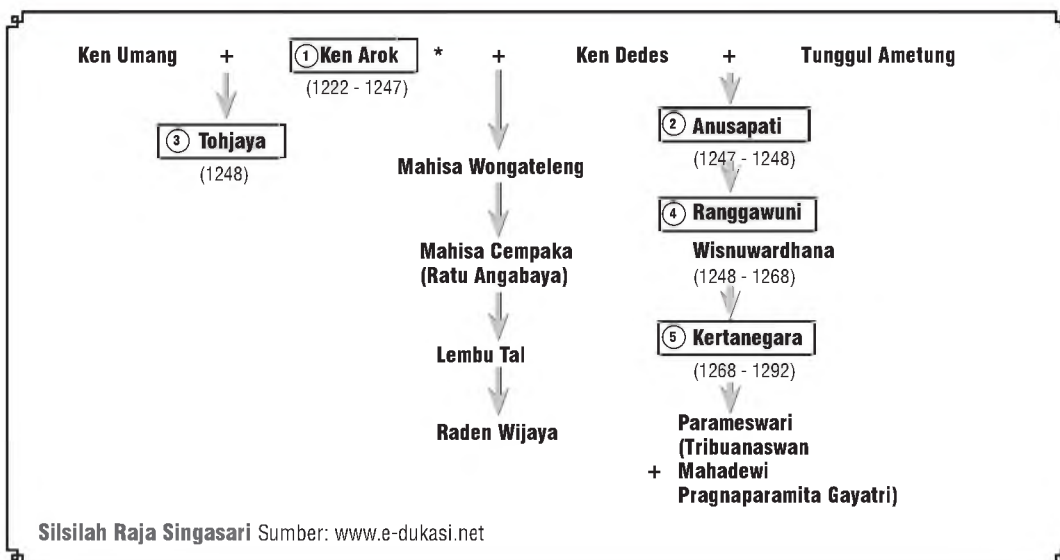 Ken Umang + ① Ken Arok * + Ken Dedes + Tunggul Ametung
(1222 - 1247)
③ Tohjaya
(1248)
② Anusapati
(1247 - 1248)
Mahisa Wongateleng
④ Ranggawuni
Wisnuwardhana
(1248 - 1268)
Mahisa Cempaka
(Ratu Angabaya)
⑤ Kertanegara
(1268 - 1292)
Lembu Tal
Raden Wijaya
Parameswari
(Tribuanaswan
+ Mahadewi
Pragnaparamita Gayatri)
Silsilah Raja Singasari Sumber: www.e-dukasi.net